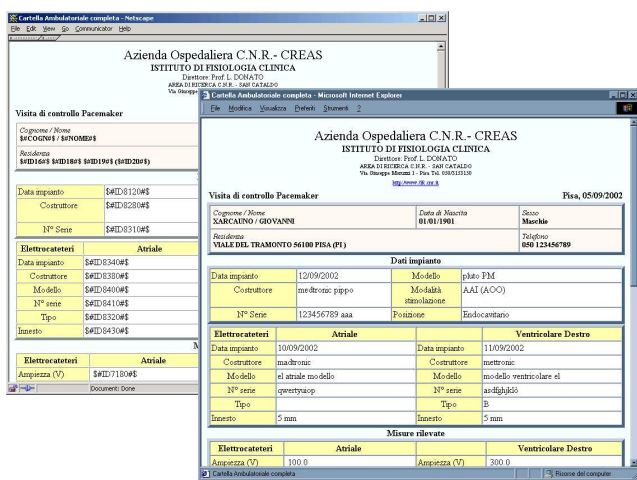 Cartella Ambulatoriale completa - Netscape
File Edit View Go Communicator Help
Azienda Ospedaliera C.N.R.- CREAS
ISTITUTO DI FISIOLOGIA CLINICA
Direttore: Prof. L. DONATO
AREA DI RICERCA C.N.R. - SAN CATALDO
Via Giuseppe
Visita di controllo Pacemaker
Cognome / Nome
$#COGN#$ / $#NOME#$
Residenza
$#ID16#$ $#ID18#$ $#ID19#$ ($#ID20#$)
Data impianto $#ID8120#$
Costruttore $#ID8280#$
N° Serie $#ID8310#$
Elettrocateteri Atriale
Data impianto $#ID8340#$
Costruttore $#ID8380#$
Modello $#ID8400#$
N° serie $#ID8410#$
Tipo $#ID8320#$
Innesto $#ID8430#$
M
Elettrocateteri Atriale
Ampiezza (V) $#ID7180#$
Document: Done
Cartella Ambulatoriale completa - Microsoft Internet Explorer
File Modifica Visualizza Preferiti Strumenti ?
Azienda Ospedaliera C.N.R.- CREAS
ISTITUTO DI FISIOLOGIA CLINICA
Direttore: Prof. L. DONATO
AREA DI RICERCA C.N.R. - SAN CATALDO
Via Giuseppe Moruzzi 1 - Pisa Tel. 050/3153150
http://www.ifc.cnr.it
Visita di controllo Pacemaker Pisa, 05/09/2002
Cognome / Nome Data di Nascita Sesso
XARCAUNO / GIOVANNI 01/01/1901 Maschio
Residenza Telefono
VIALE DEL TRAMONTO 56100 PISA (PI ) 050 123456789
Dati impianto
Data impianto 12/09/2002 Modello pluto PM
Costruttore medtronic pippo Modalità stimolazione AAI (AOO)
N° Serie 123456789 aaa Posizione Endocavitario
Elettrocateteri Atriale Ventricolare Destro
Data impianto 10/09/2002 Data impianto 11/09/2002
Costruttore madtronic Costruttore mettronic
Modello el atriale modello Modello modello ventricolare el
N° serie qwertyuiop N° serie asdfghjklò
Tipo Tipo B
Innesto 5 mm Innesto 5 mm
Misure rilevate
Elettrocateteri Atriale Ventricolare Destro
Ampiezza (V) 100.0 Ampiezza (V) 300.0
Cartella Ambulatoriale completa Risorse del computer